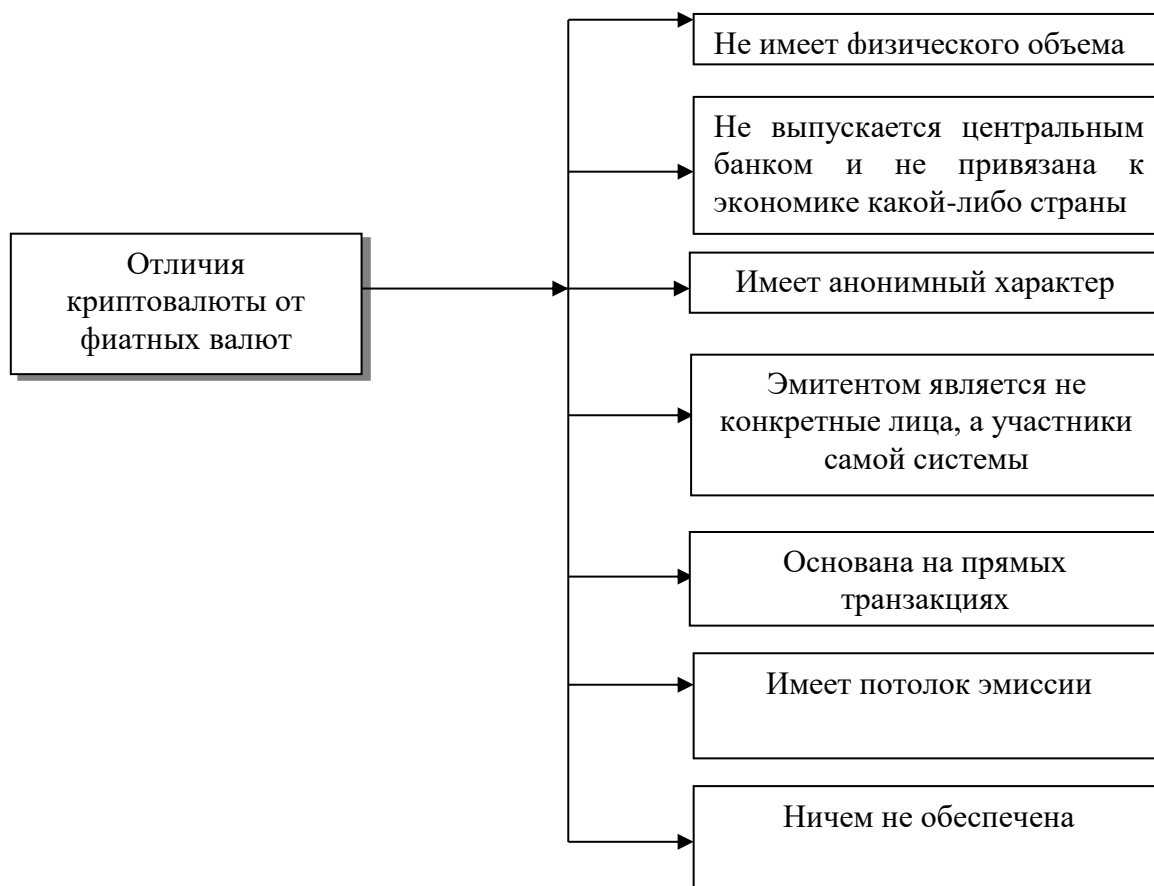 Отличия
криптовалюты от
фиатных валют
Не имеет физического объема
Не выпускается центральным
банком и не привязана к
экономике какой-либо страны
Имеет анонимный характер
Эмитентом является не
конкретные лица, а участники
самой системы
Основана на прямых
транзакциях
Имеет потолок эмиссии
Ничем не обеспечена